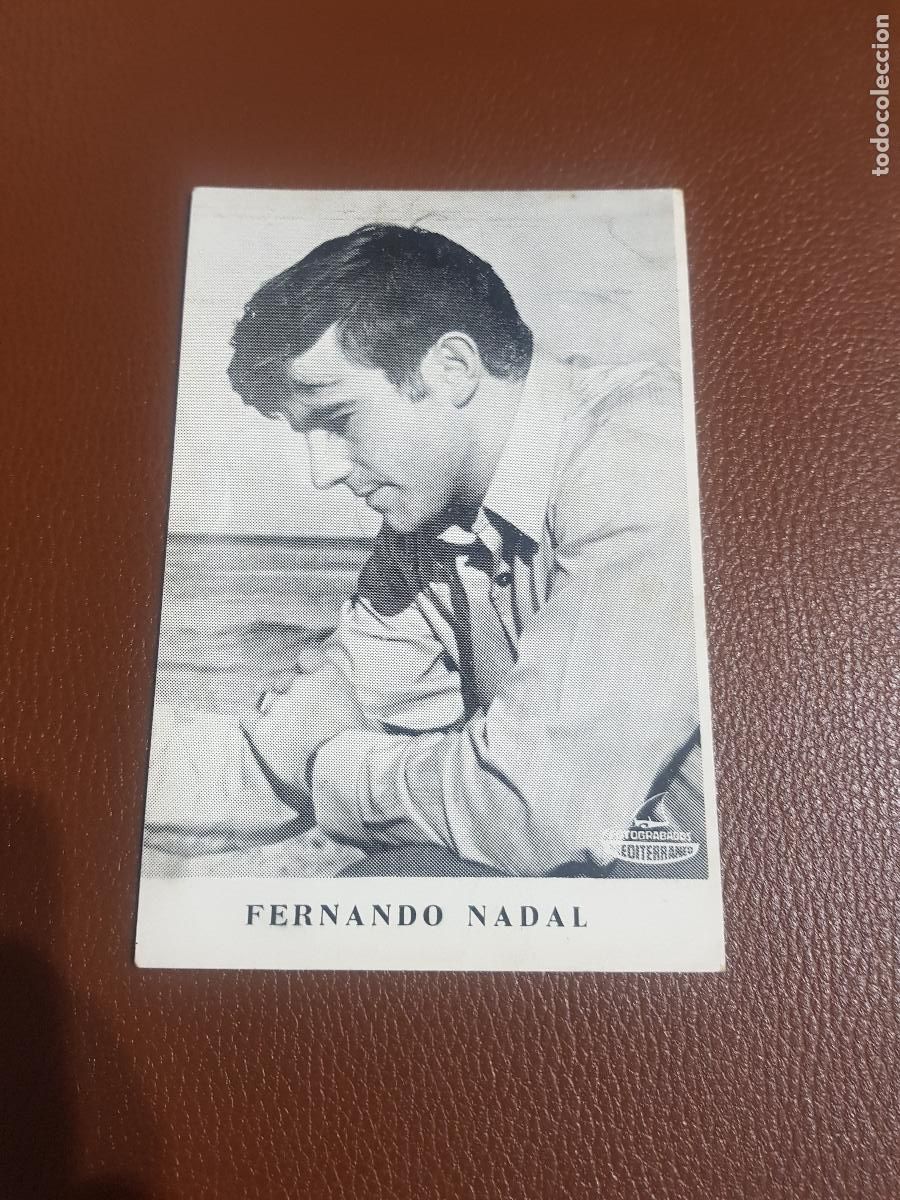 todocoleccion
FOTOGRABADOS
MEDITERRANEO
FERNANDO NADAL